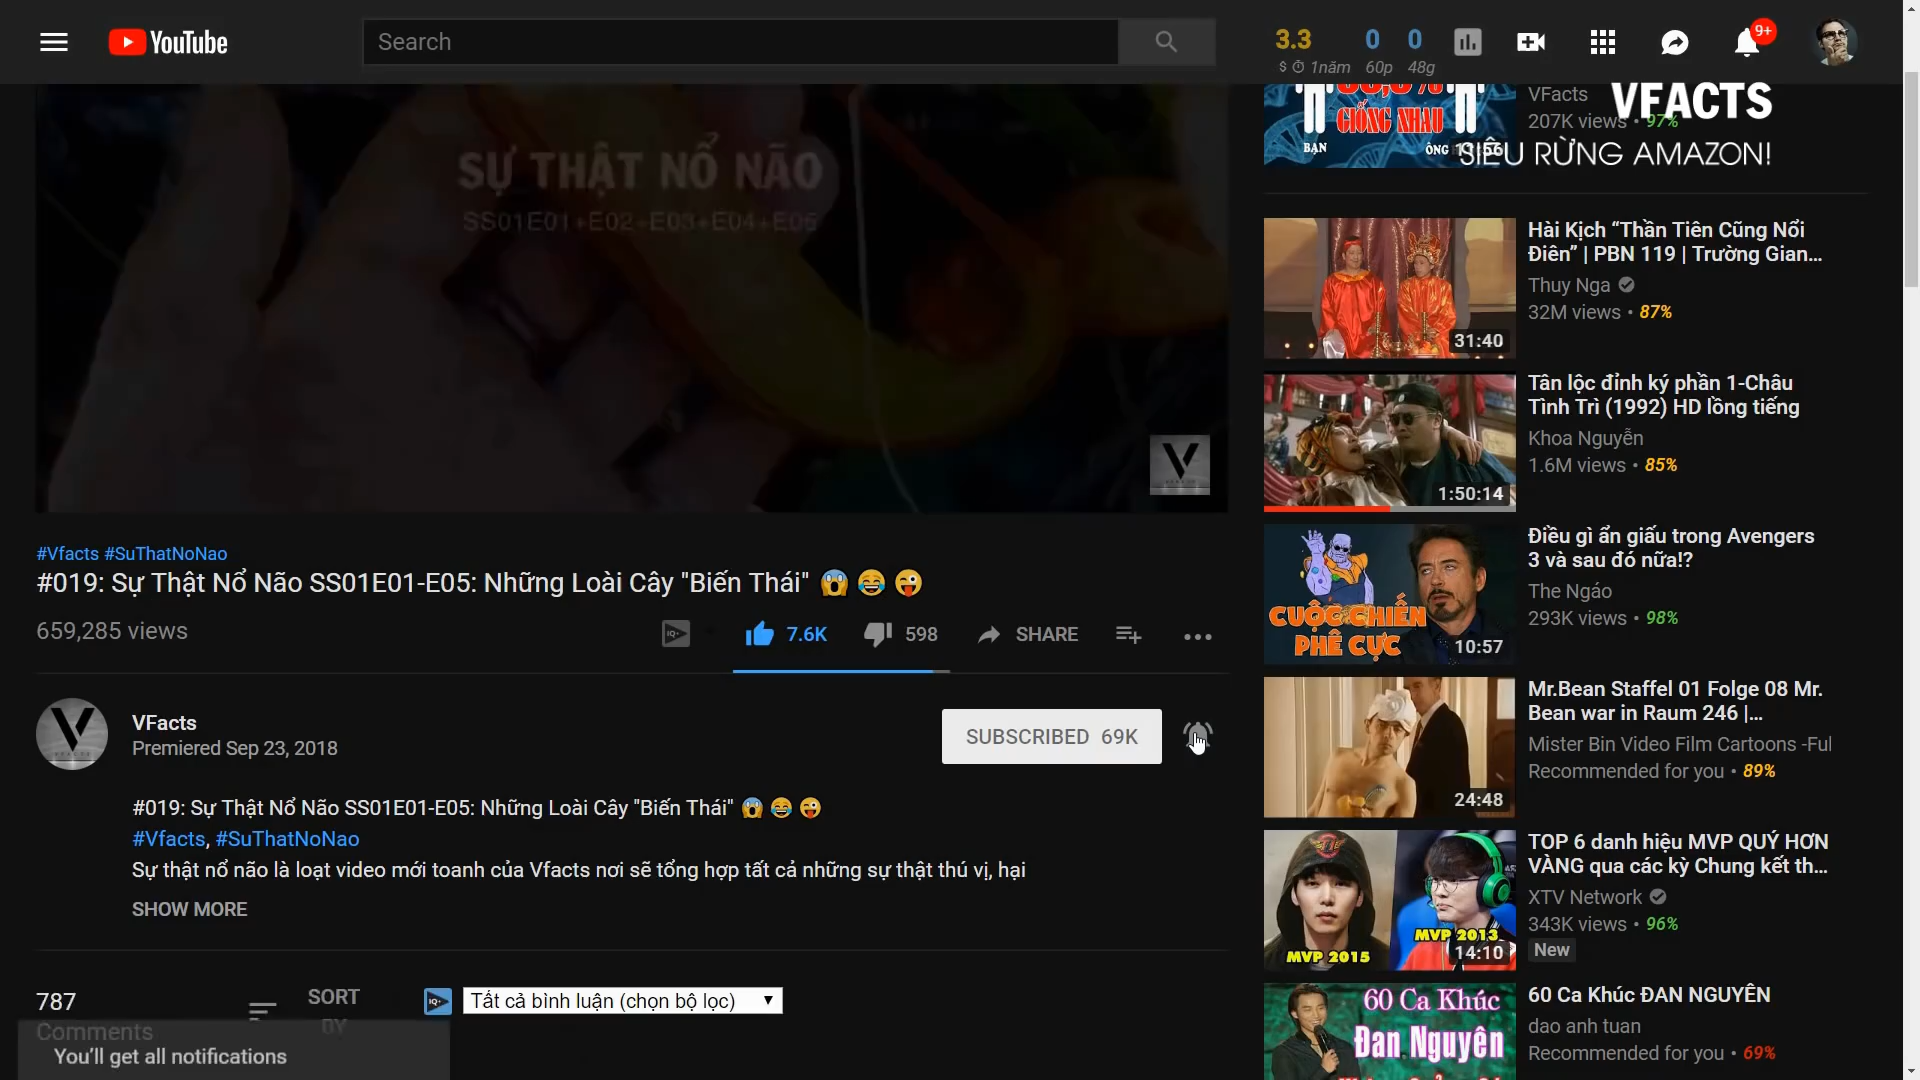 YouTube
Search
3.3
0
0
1năm
60p
48g
9+
SỰ THẬT NỔ NÃO
SS01E01+E02+E03+E04+E05
V
#Vfacts #SuThatNoNao
#019: Sự Thật Nổ Não SS01E01-E05: Những Loài Cây "Biến Thái" 😱 😂 😜
659,285 views
IQ+
7.6K
598
SHARE
VFacts
Premiered Sep 23, 2018
SUBSCRIBED 69K
#019: Sự Thật Nổ Não SS01E01-E05: Những Loài Cây "Biến Thái" 😱 😂 😜
#Vfacts, #SuThatNoNao
Sự thật nổ não là loạt video mới toanh của Vfacts nơi sẽ tổng hợp tất cả những sự thật thú vị, hại
SHOW MORE
787
Comments
SORT
BY
IQ+
Tất cả bình luận (chọn bộ lọc)
You'll get all notifications
GIỐNG NHAU
BẠN
ÔNG
VFacts
207K views • 97%
VFACTS
SIÊU RỪNG AMAZON!
Hài Kịch “Thần Tiên Cũng Nổi
Điên” | PBN 119 | Trường Gian...
Thuy Nga
32M views • 87%
31:40
Tân lộc đỉnh ký phần 1-Châu
Tinh Trì (1992) HD lồng tiếng
Khoa Nguyễn
1.6M views • 85%
1:50:14
Điều gì ẩn giấu trong Avengers
3 và sau đó nữa!?
The Ngáo
293K views • 98%
CUỘC CHIẾN
PHÊ CỰC
10:57
Mr.Bean Staffel 01 Folge 08 Mr.
Bean war in Raum 246 |...
Mister Bin Video Film Cartoons -Ful
Recommended for you • 89%
24:48
TOP 6 danh hiệu MVP QUÝ HƠN
VÀNG qua các kỳ Chung kết th...
XTV Network
343K views • 96%
New
MVP 2015
MVP 2013
14:10
60 Ca Khúc
Đan Nguyên
60 Ca Khúc ĐAN NGUYÊN
dao anh tuan
Recommended for you • 69%